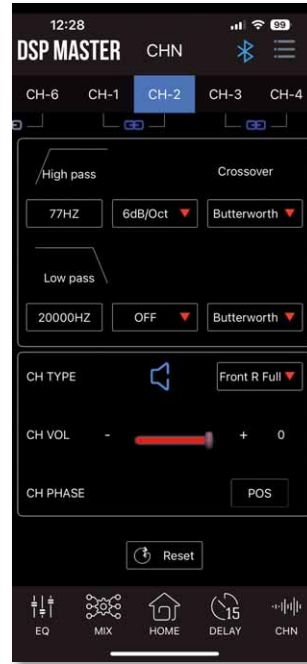 12:28 99
DSP MASTER CHN
CH-6 CH-1 CH-2 CH-3 CH-4
High pass Crossover
77HZ 6dB/Oct Butterworth
Low pass
20000HZ OFF Butterworth
CH TYPE Front R Full
CH VOL - + 0
CH PHASE POS
Reset
15
EQ MIX HOME DELAY CHN